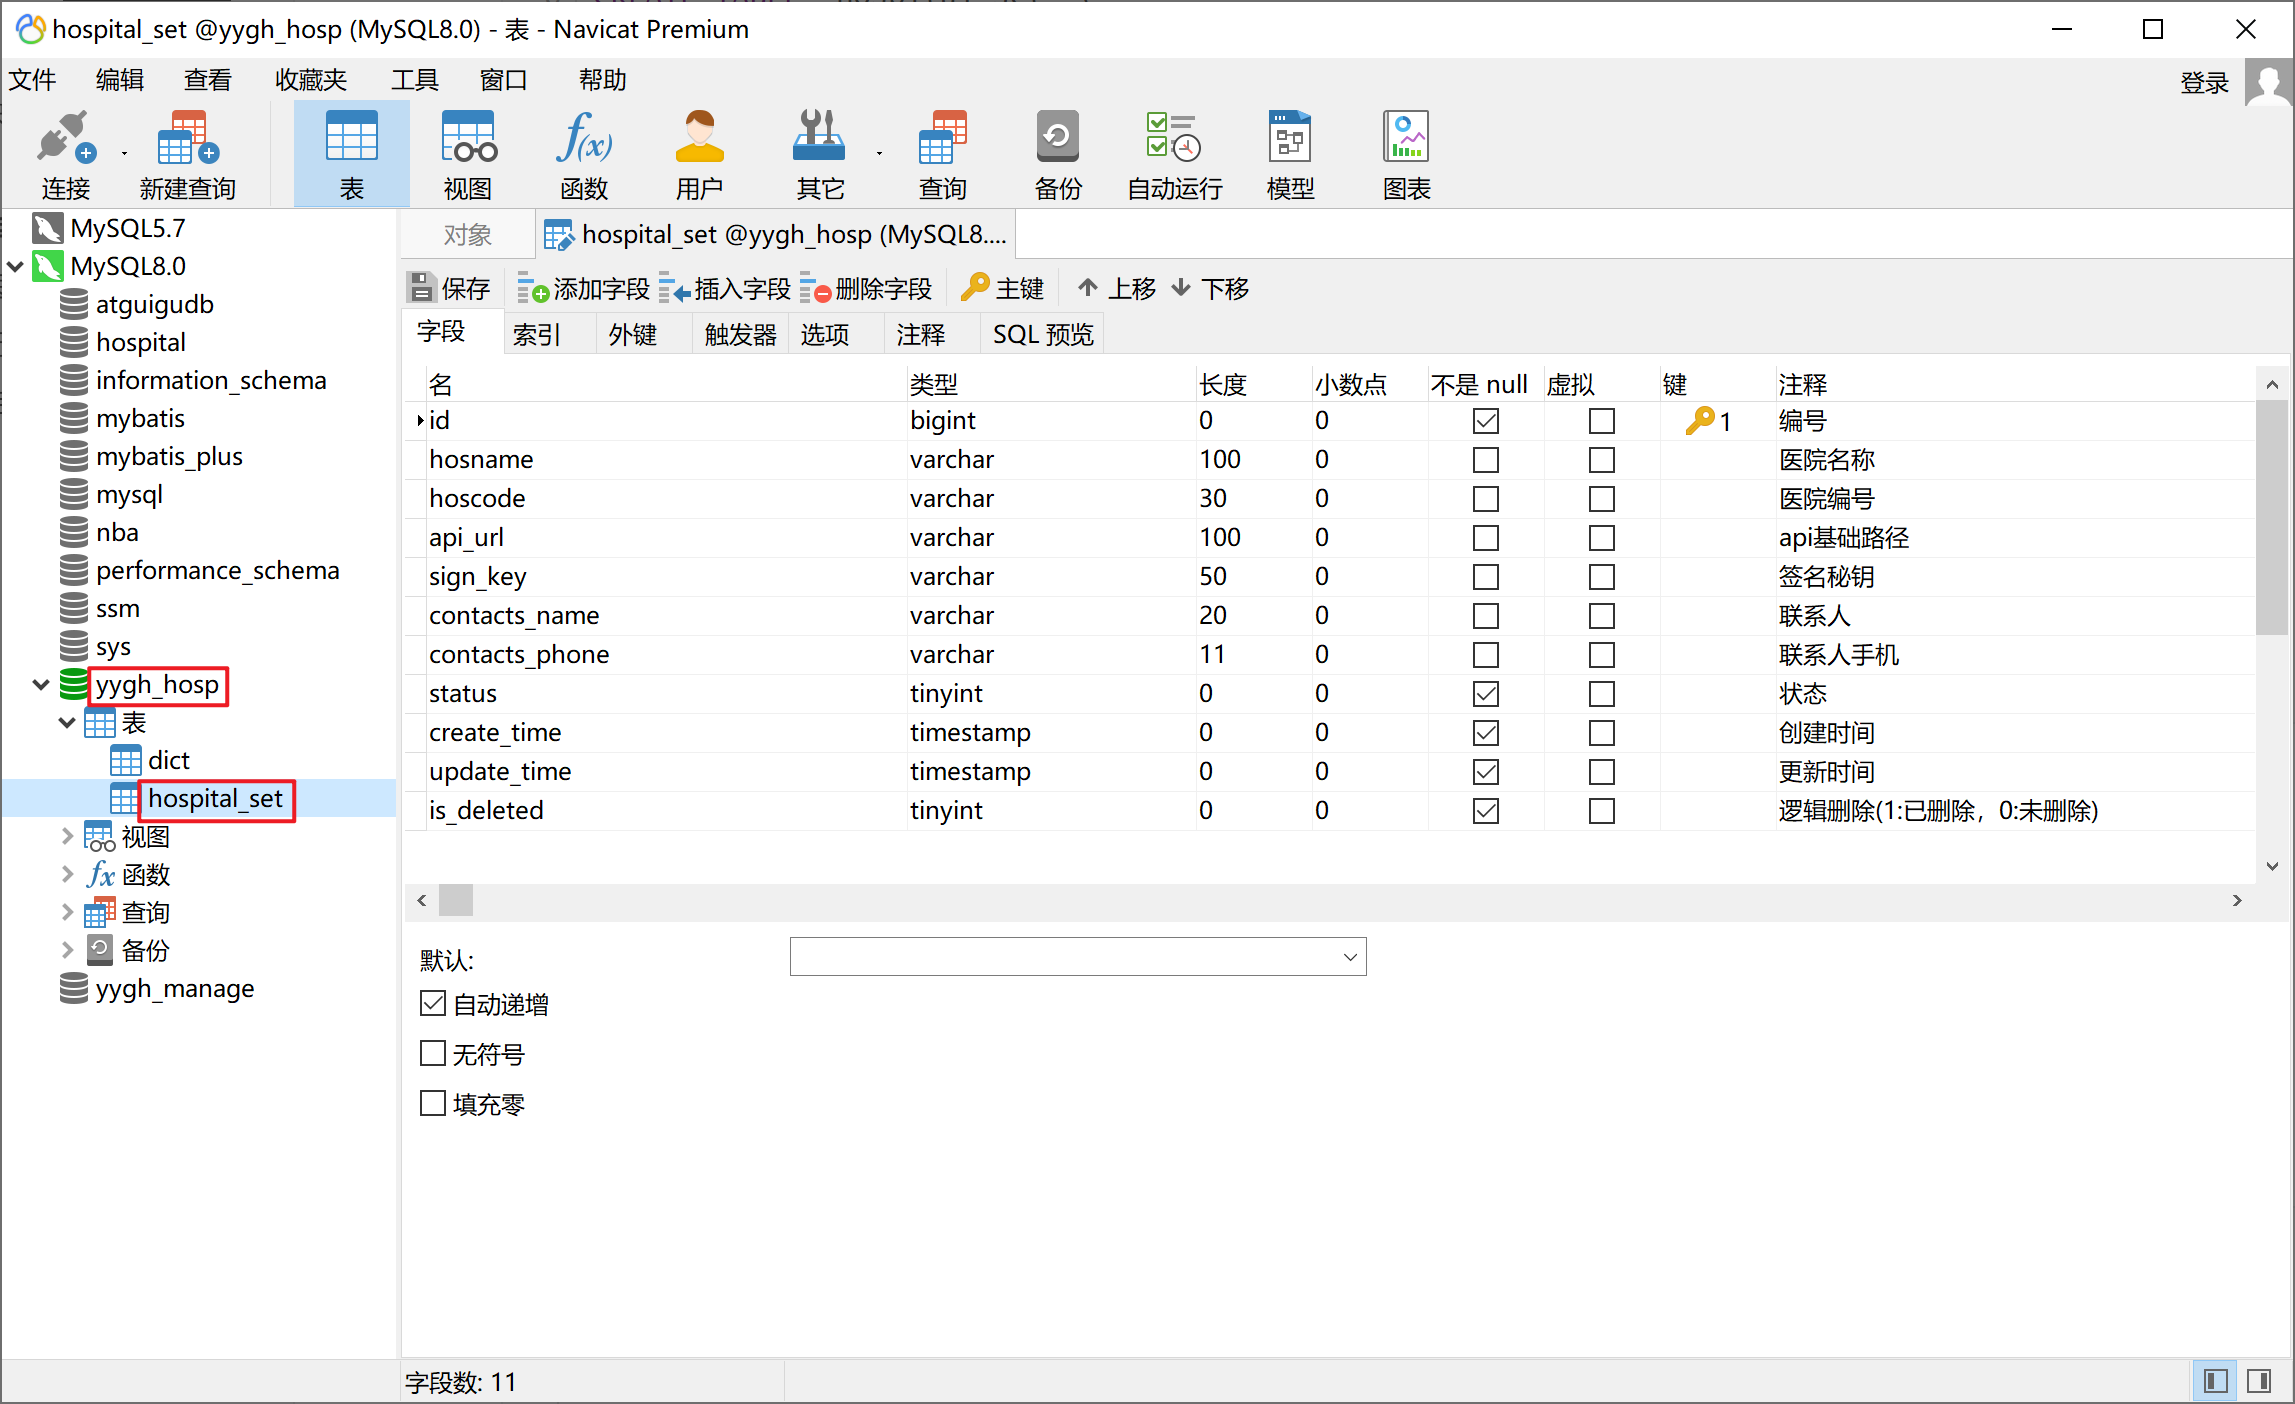 hospital_set @yygh_hosp (MySQL8.0) - 表 - Navicat Premium
文件 编辑 查看 收藏夹 工具 窗口 帮助 登录
连接 新建查询 表 视图 函数 用户 其它 查询 备份 自动运行 模型 图表
MySQL5.7
MySQL8.0
atguigudb
hospital
information_schema
mybatis
mybatis_plus
mysql
nba
performance_schema
ssm
sys
yygh_hosp
表
dict
hospital_set
视图
函数
查询
备份
yygh_manage
对象 hospital_set @yygh_hosp (MySQL8....
保存 添加字段 插入字段 删除字段 主键 上移 下移
字段 索引 外键 触发器 选项 注释 SQL 预览
名 类型 长度 小数点 不是 null 虚拟 键 注释
id bigint 0 0 1 编号
hosname varchar 100 0 医院名称
hoscode varchar 30 0 医院编号
api_url varchar 100 0 api基础路径
sign_key varchar 50 0 签名秘钥
contacts_name varchar 20 0 联系人
contacts_phone varchar 11 0 联系人手机
status tinyint 0 0 状态
create_time timestamp 0 0 创建时间
update_time timestamp 0 0 更新时间
is_deleted tinyint 0 0 逻辑删除(1:已删除，0:未删除)
默认:
自动递增
无符号
填充零
字段数: 11